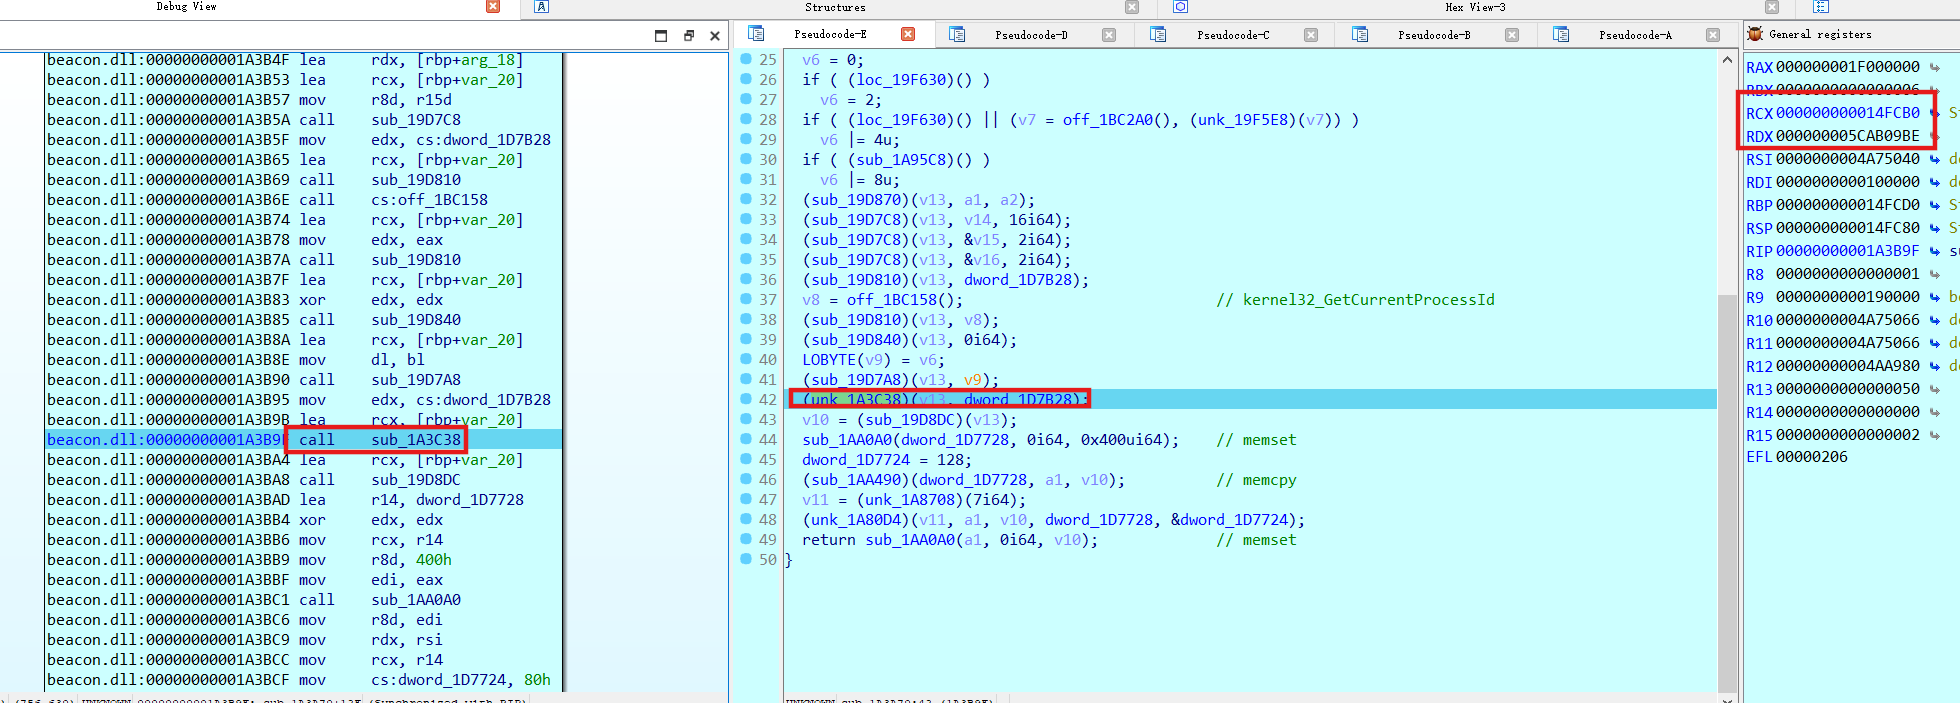 Debug View
Structures
Hex View-3
Pseudocode-E
Pseudocode-D
Pseudocode-C
Pseudocode-B
Pseudocode-A
General registers
beacon.dll:00000000001A3B4F lea rdx, [rbp+arg_18]
beacon.dll:00000000001A3B53 lea rcx, [rbp+var_20]
beacon.dll:00000000001A3B57 mov r8d, r15d
beacon.dll:00000000001A3B5A call sub_19D7C8
beacon.dll:00000000001A3B5F mov edx, cs:dword_1D7B28
beacon.dll:00000000001A3B65 lea rcx, [rbp+var_20]
beacon.dll:00000000001A3B69 call sub_19D810
beacon.dll:00000000001A3B6E call cs:off_1BC158
beacon.dll:00000000001A3B74 lea rcx, [rbp+var_20]
beacon.dll:00000000001A3B78 mov edx, eax
beacon.dll:00000000001A3B7A call sub_19D810
beacon.dll:00000000001A3B7F lea rcx, [rbp+var_20]
beacon.dll:00000000001A3B83 xor edx, edx
beacon.dll:00000000001A3B85 call sub_19D840
beacon.dll:00000000001A3B8A lea rcx, [rbp+var_20]
beacon.dll:00000000001A3B8E mov dl, bl
beacon.dll:00000000001A3B90 call sub_19D7A8
beacon.dll:00000000001A3B95 mov edx, cs:dword_1D7B28
beacon.dll:00000000001A3B9B lea rcx, [rbp+var_20]
beacon.dll:00000000001A3B9F call sub_1A3C38
beacon.dll:00000000001A3BA4 lea rcx, [rbp+var_20]
beacon.dll:00000000001A3BA8 call sub_19D8DC
beacon.dll:00000000001A3BAD lea r14, dword_1D7728
beacon.dll:00000000001A3BB4 xor edx, edx
beacon.dll:00000000001A3BB6 mov rcx, r14
beacon.dll:00000000001A3BB9 mov r8d, 400h
beacon.dll:00000000001A3BBF mov edi, eax
beacon.dll:00000000001A3BC1 call sub_1AA0A0
beacon.dll:00000000001A3BC6 mov r8d, edi
beacon.dll:00000000001A3BC9 mov rdx, rsi
beacon.dll:00000000001A3BCC mov rcx, r14
beacon.dll:00000000001A3BCF mov cs:dword_1D7724, 80h
25 v6 = 0;
26 if ( (loc_19F630)() )
27 v6 = 2;
28 if ( (loc_19F630)() || (v7 = off_1BC2A0(), (unk_19F5E8)(v7)) )
29 v6 |= 4u;
30 if ( (sub_1A95C8)() )
31 v6 |= 8u;
32 (sub_19D870)(v13, a1, a2);
33 (sub_19D7C8)(v13, v14, 16i64);
34 (sub_19D7C8)(v13, &v15, 2i64);
35 (sub_19D7C8)(v13, &v16, 2i64);
36 (sub_19D810)(v13, dword_1D7B28);
37 v8 = off_1BC158(); // kernel32_GetCurrentProcessId
38 (sub_19D810)(v13, v8);
39 (sub_19D840)(v13, 0i64);
40 LOBYTE(v9) = v6;
41 (sub_19D7A8)(v13, v9);
42 (unk_1A3C38)(v13, dword_1D7B28);
43 v10 = (sub_19D8DC)(v13);
44 sub_1AA0A0(dword_1D7728, 0i64, 0x400ui64); // memset
45 dword_1D7724 = 128;
46 (sub_1AA490)(dword_1D7728, a1, v10); // memcpy
47 v11 = (unk_1A8708)(7i64);
48 (unk_1A80D4)(v11, a1, v10, dword_1D7728, &dword_1D7724);
49 return sub_1AA0A0(a1, 0i64, v10); // memset
50 }
RAX 000000001F000000
RBX 0000000000000006
RCX 000000000014FCB0 St
RDX 000000005CAB09BE
RSI 0000000004A75040 de
RDI 0000000000100000 de
RBP 000000000014FCD0 St
RSP 000000000014FC80 St
RIP 00000000001A3B9F su
R8 0000000000000001
R9 0000000000190000 be
R10 0000000004A75066 de
R11 0000000004A75066 de
R12 0000000004AA980 de
R13 0000000000000050
R14 0000000000000000
R15 0000000000000002
EFL 00000206